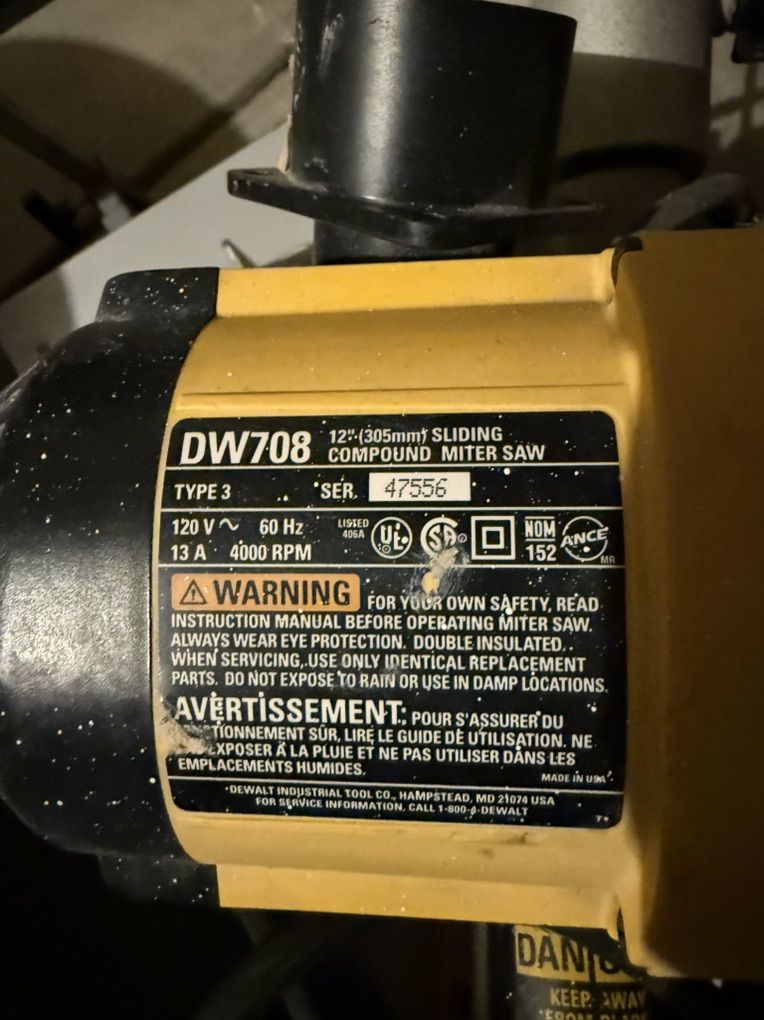 DW708 12" (305mm) SLIDING
COMPOUND MITER SAW
TYPE 3 SER. 47556
120 V ~ 60 Hz
13 A 4000 RPM
LISTED
406A
UL
SA
NOM
152
ANCE
MR
WARNING FOR YOUR OWN SAFETY, READ
INSTRUCTION MANUAL BEFORE OPERATING MITER SAW.
ALWAYS WEAR EYE PROTECTION. DOUBLE INSULATED.
WHEN SERVICING, USE ONLY IDENTICAL REPLACEMENT
PARTS. DO NOT EXPOSE TO RAIN OR USE IN DAMP LOCATIONS.
AVERTISSEMENT: POUR S'ASSURER DU
TIONNEMENT SÛR, LIRE LE GUIDE DE UTILISATION. NE
EXPOSER À LA PLUIE ET NE PAS UTILISER DANS LES
EMPLACEMENTS HUMIDES.
MADE IN USA
DEWALT INDUSTRIAL TOOL CO., HAMPSTEAD, MD 21074 USA
FOR SERVICE INFORMATION, CALL 1-800-4-DEWALT
KEEP AWAY